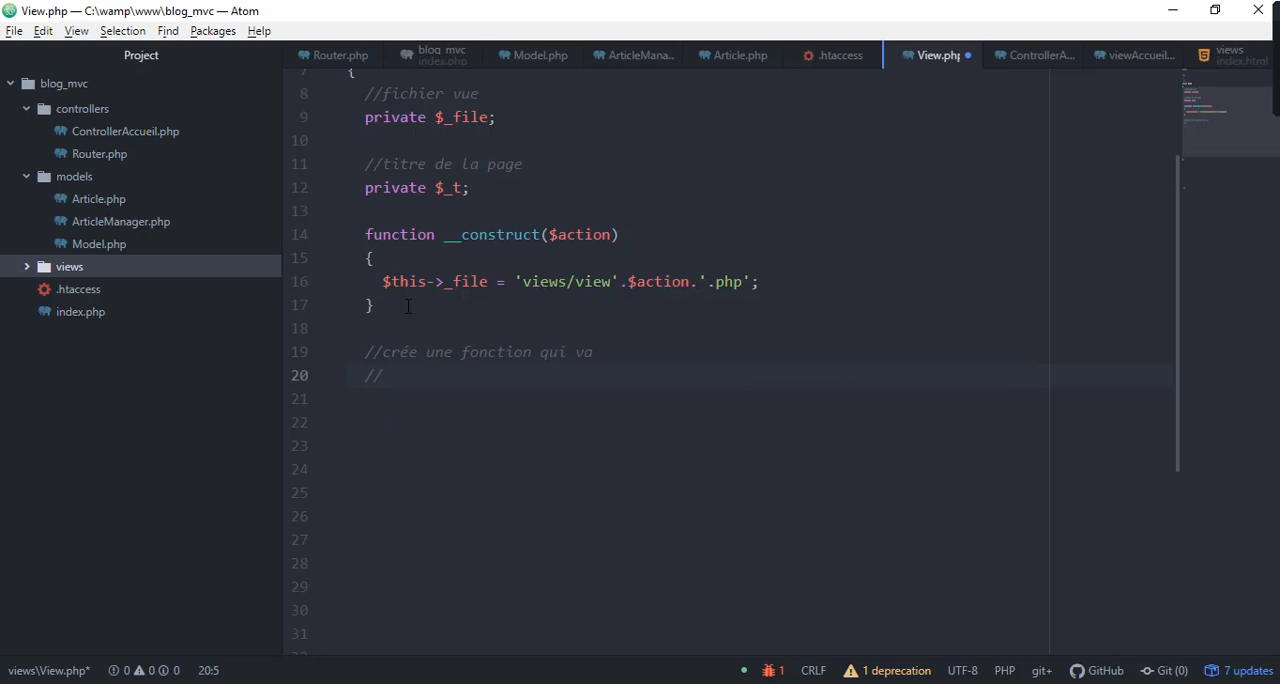 View.php — C:\wamp\www\blog_mvc — Atom
File Edit View Selection Find Packages Help
Project
Router.php
blog_mvc
index.php
Model.php
ArticleMana...
Article.php
.htaccess
View.php
ControllerA...
viewAccueil...
views
index.html
blog_mvc
controllers
ControllerAccueil.php
Router.php
models
Article.php
ArticleManager.php
Model.php
views
.htaccess
index.php
7 {
8 //fichier vue
9 private $_file;
10
11 //titre de la page
12 private $_t;
13
14 function __construct($action)
15 {
16 $this->_file = 'views/view'.$action.'.php';
17 }
18
19 //crée une fonction qui va
20 //
21
22
23
24
25
26
27
28
29
30
31
views\View.php* 0 0 0 20:5 1 CRLF 1 deprecation UTF-8 PHP git+ GitHub Git (0) 7 updates